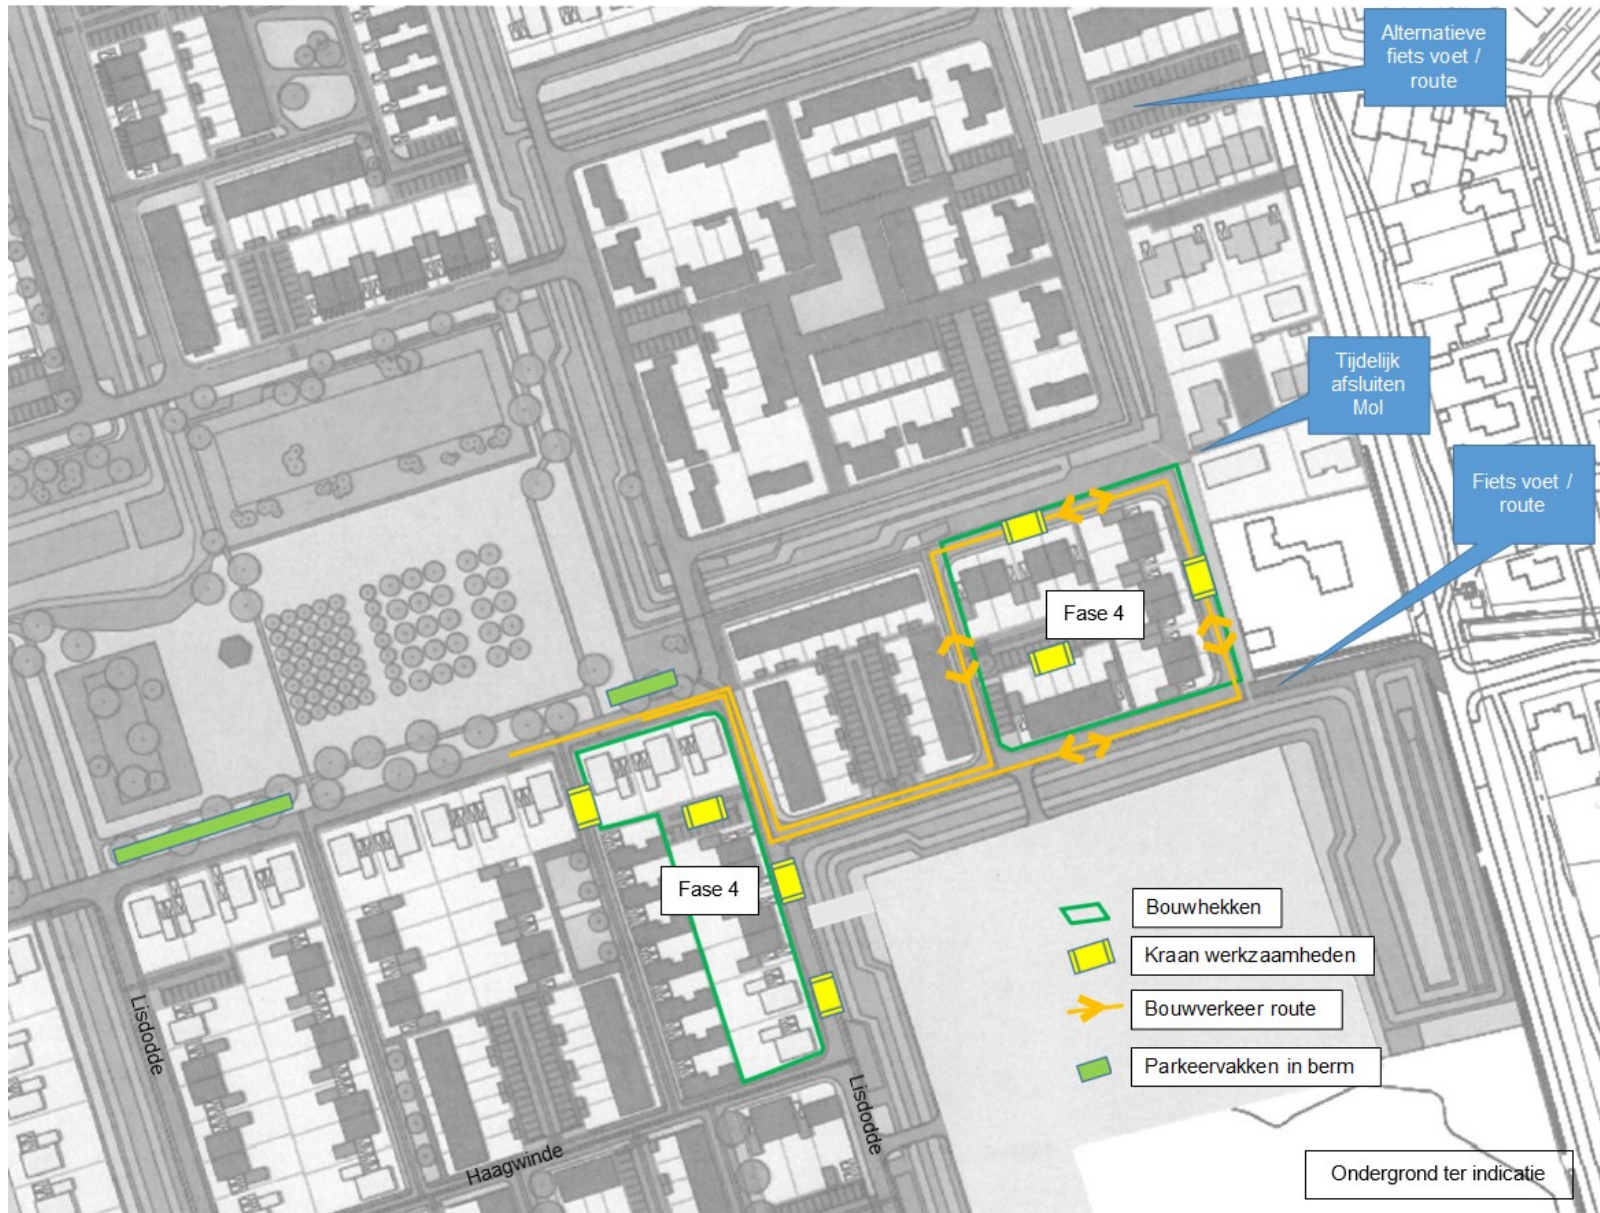 Alternatieve
fiets voet /
route
Tijdelijk
afsluiten
Mol
Fiets voet /
route
Fase 4
Fase 4
Bouwhekken
Kraan werkzaamheden
Bouwverkeer route
Parkeervakken in berm
Lisdodde
Lisdodde
Haagwinde
Ondergrond ter indicatie